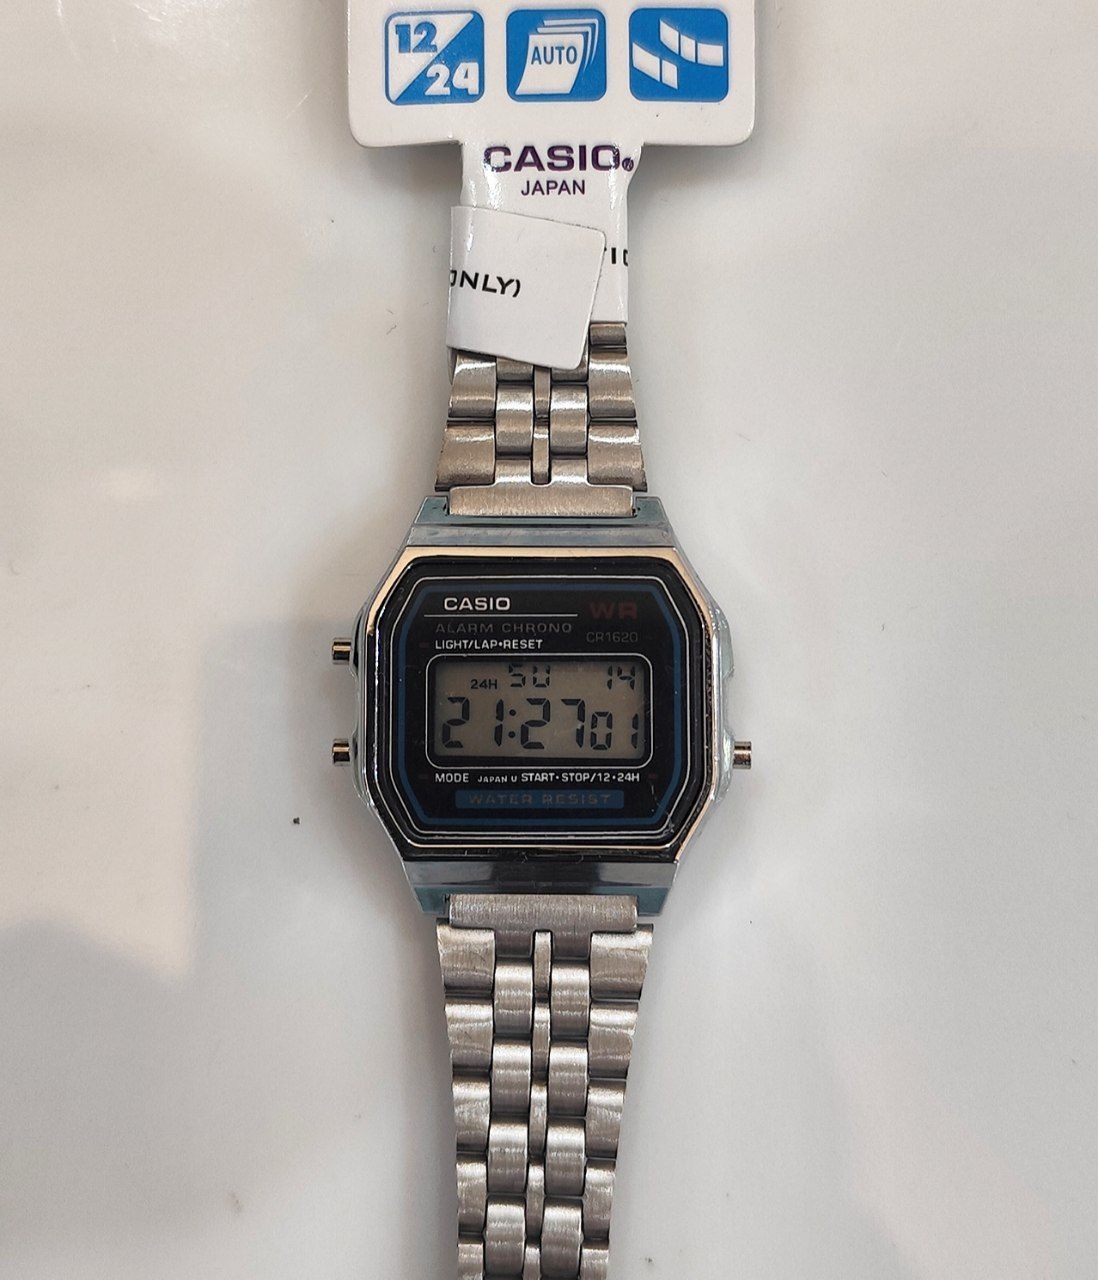 12
24
AUTO
CASIO
JAPAN
ONLY)
CASIO
WR
ALARM CHRONO
CR1620
LIGHT/LAP•RESET
24H SU 14
21:27 01
MODE JAPAN U START•STOP/12•24H
WATER RESIST